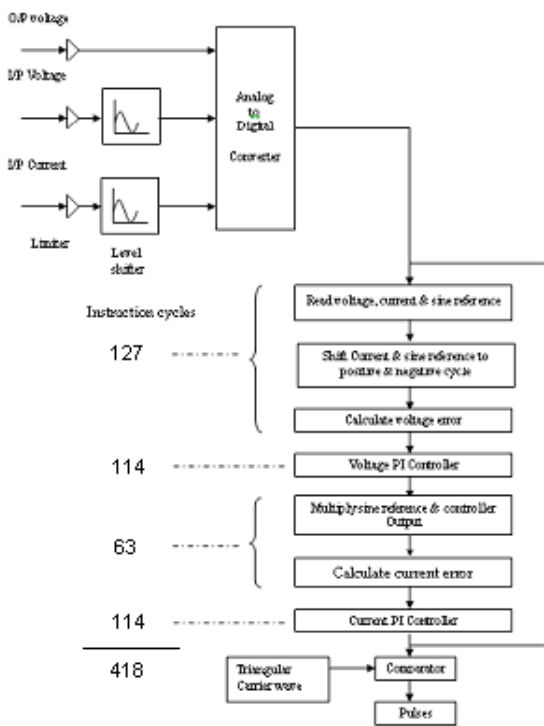 O/P voltage
I/P Voltage
I/P Current
Limiter
Level
shifter
Analog
to
Digital
Converter
Instruction cycles
127
114
63
114
418
Read voltage, current & sine reference
Shift Current & sine reference to
positive & negative cycle
Calculate voltage error
Voltage PI Controller
Multiply sine reference & controller
Output
Calculate current error
Current PI Controller
Triangular
Carrier wave
Comparator
Pulses